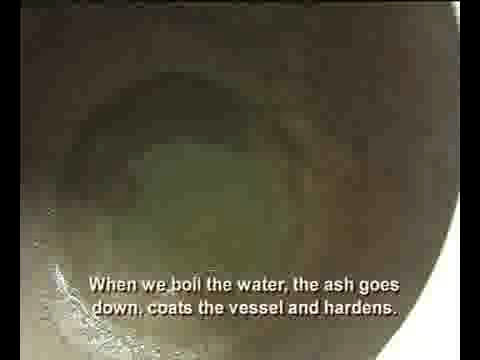 When we boil the water, the ash goes
down, coats the vessel and hardens.